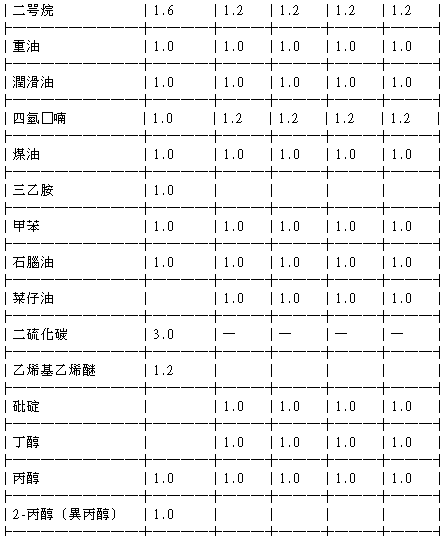 二㗁烷 1.6 1.2 1.2 1.2 1.2
重油 1.0 1.0 1.0 1.0 1.0
潤滑油 1.0 1.0 1.0 1.0 1.0
四氫□喃 1.0 1.2 1.2 1.2 1.2
煤油 1.0 1.0 1.0 1.0 1.0
三乙胺 1.0
甲苯 1.0 1.0 1.0 1.0 1.0
石腦油 1.0 1.0 1.0 1.0 1.0
菜仔油 1.0 1.0 1.0 1.0
二硫化碳 3.0 — — — —
乙烯基乙烯醚 1.2
砒碇 1.0 1.0 1.0 1.0
丁醇 1.0 1.0 1.0 1.0
丙醇 1.0 1.0 1.0 1.0 1.0
2-丙醇〔異丙醇〕 1.0